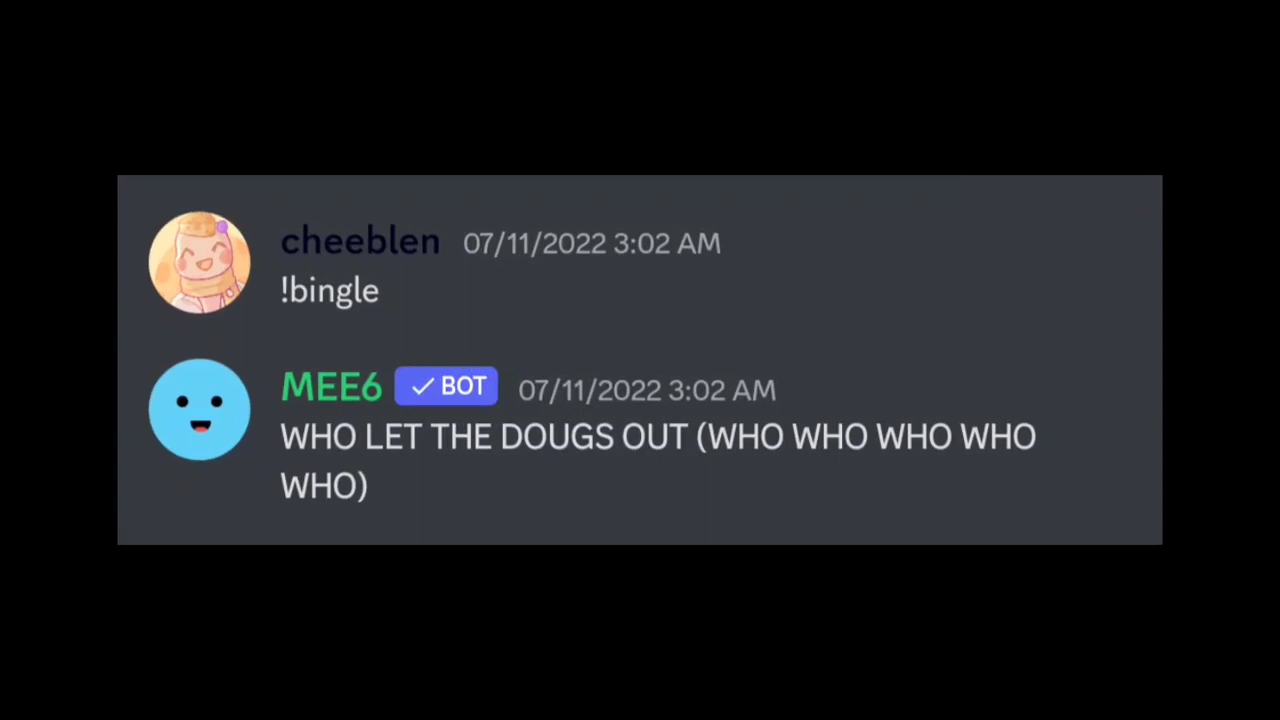 cheeblen 07/11/2022 3:02 AM
!bingle
MEE6 ✓ BOT 07/11/2022 3:02 AM
WHO LET THE DOUGS OUT (WHO WHO WHO WHO
WHO)